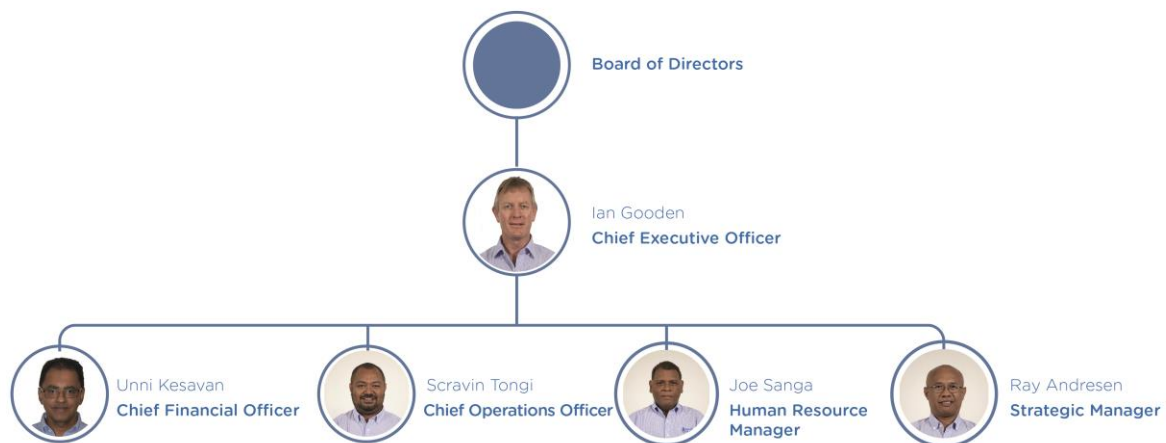 Board of Directors
Ian Gooden
Chief Executive Officer
Unni Kesavan
Chief Financial Officer
Scravin Tongi
Chief Operations Officer
Joe Sanga
Human Resource
Manager
Ray Andresen
Strategic Manager